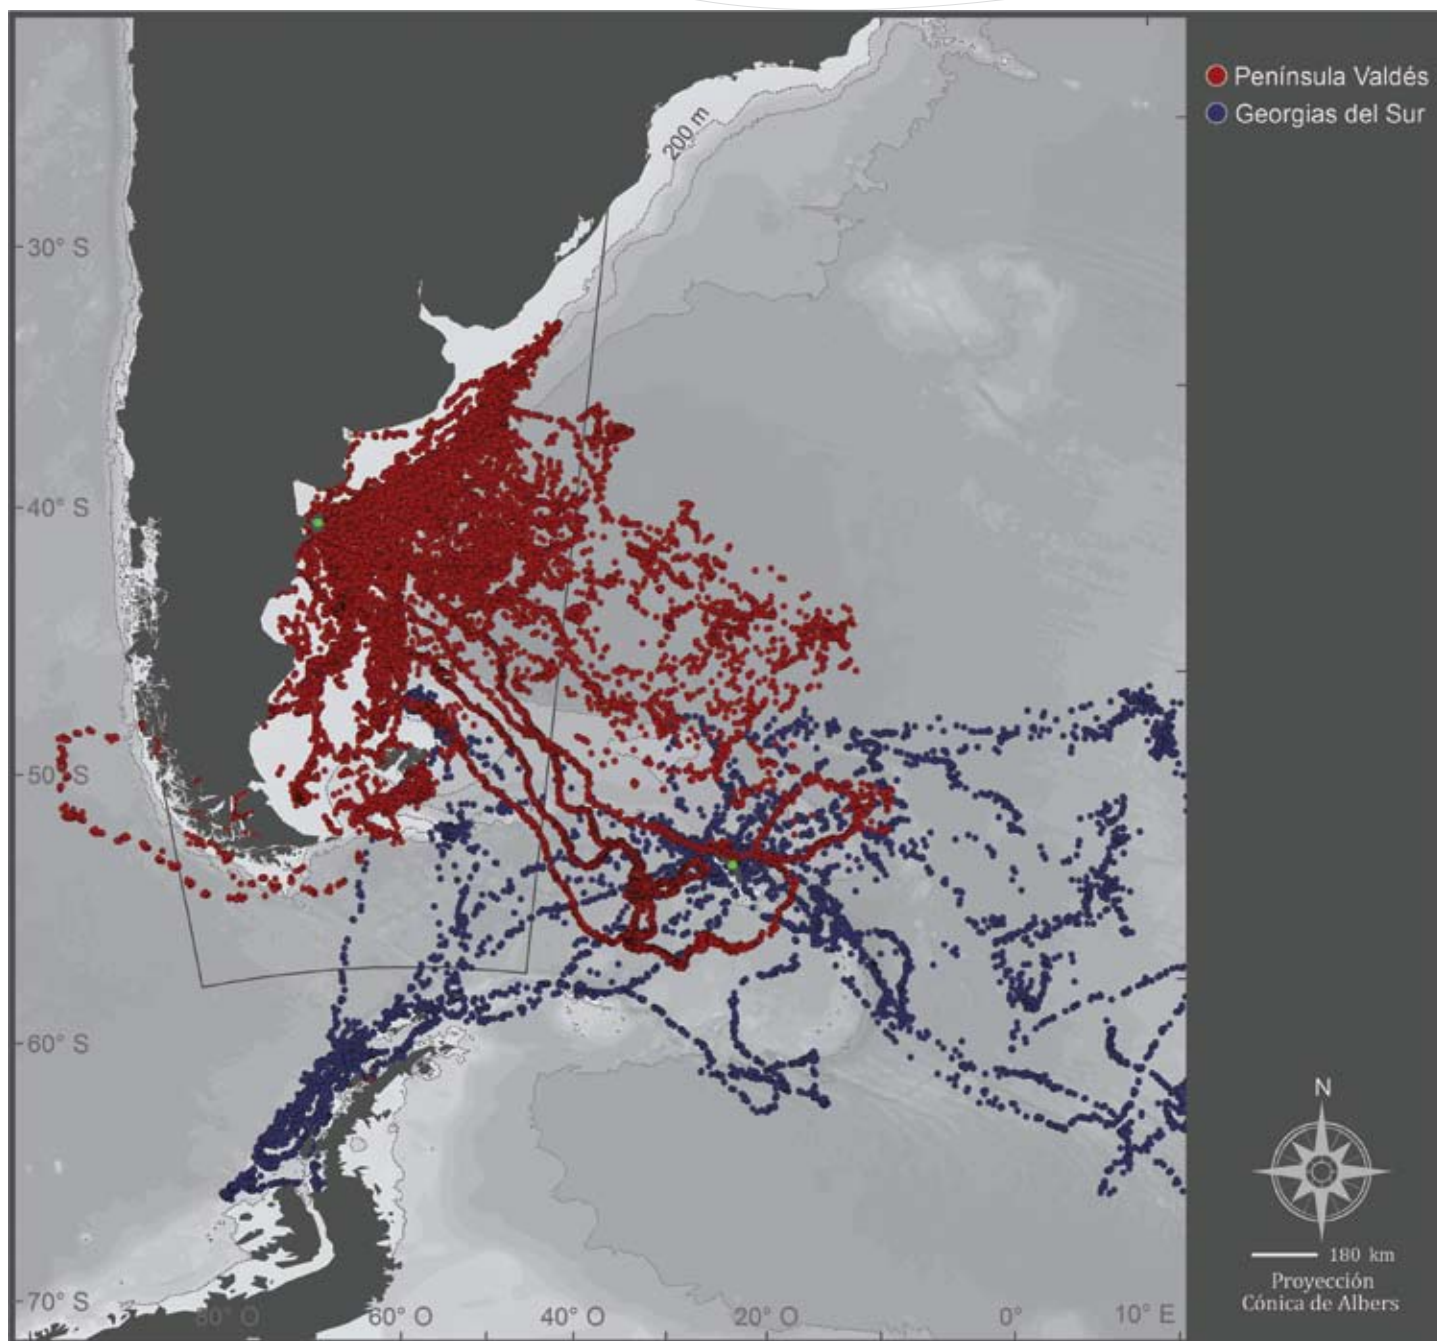 Península Valdés
Georgias del Sur
200 m
30° S
40° S
50° S
60° S
70° S
80° O
60° O
40° O
20° O
0°
10° E
N
180 km
Proyección
Cónica de Albers